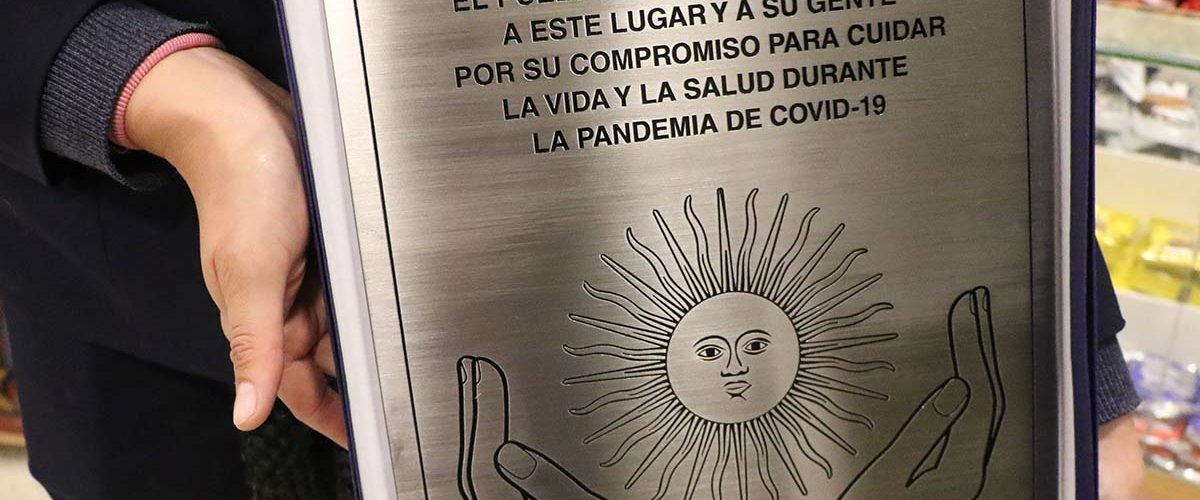 EL
A ESTE LUGAR Y A SU GENTE
POR SU COMPROMISO PARA CUIDAR
LA VIDA Y LA SALUD DURANTE
LA PANDEMIA DE COVID-19